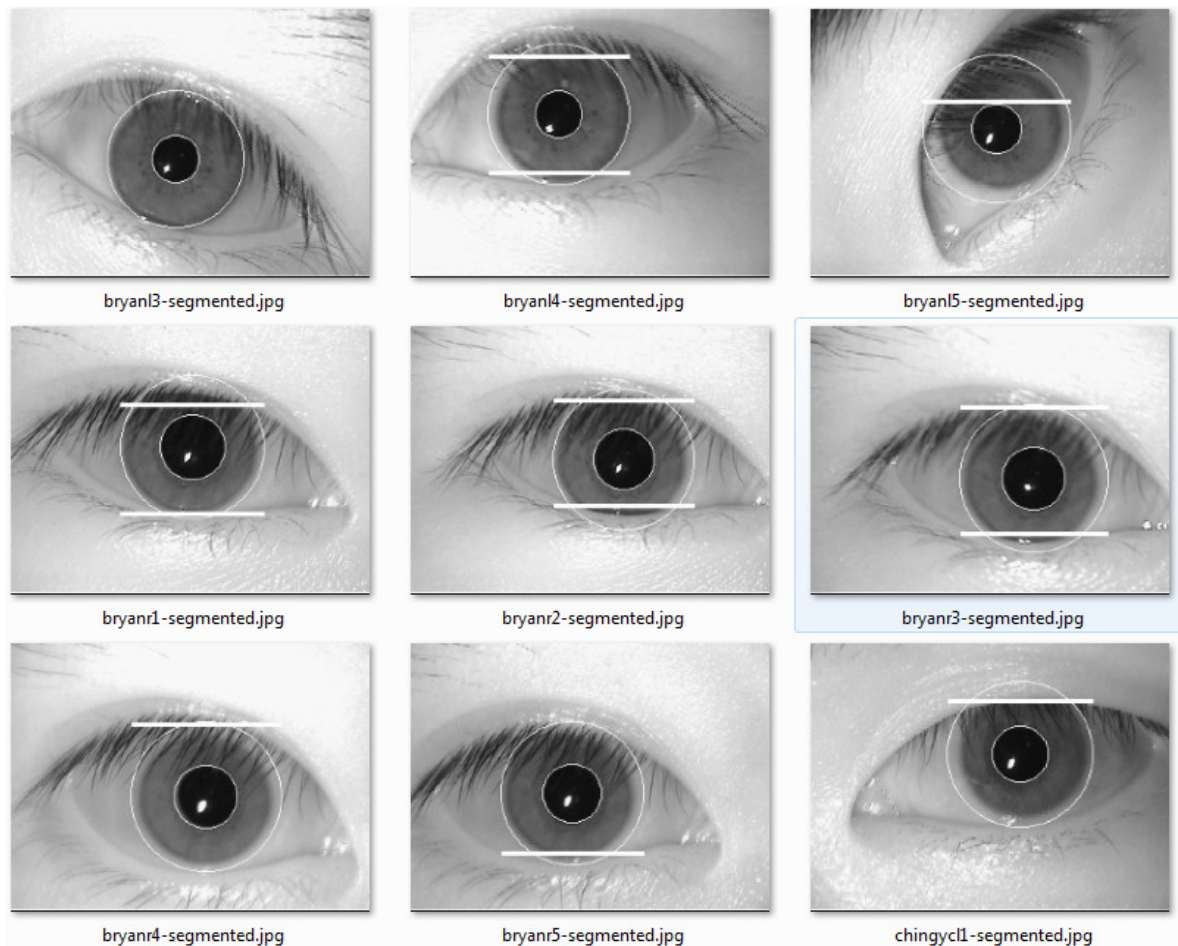 bryanl3-segmented.jpg
bryanl4-segmented.jpg
bryanl5-segmented.jpg
bryanr1-segmented.jpg
bryanr2-segmented.jpg
bryanr3-segmented.jpg
bryanr4-segmented.jpg
bryanr5-segmented.jpg
chingycl1-segmented.jpg